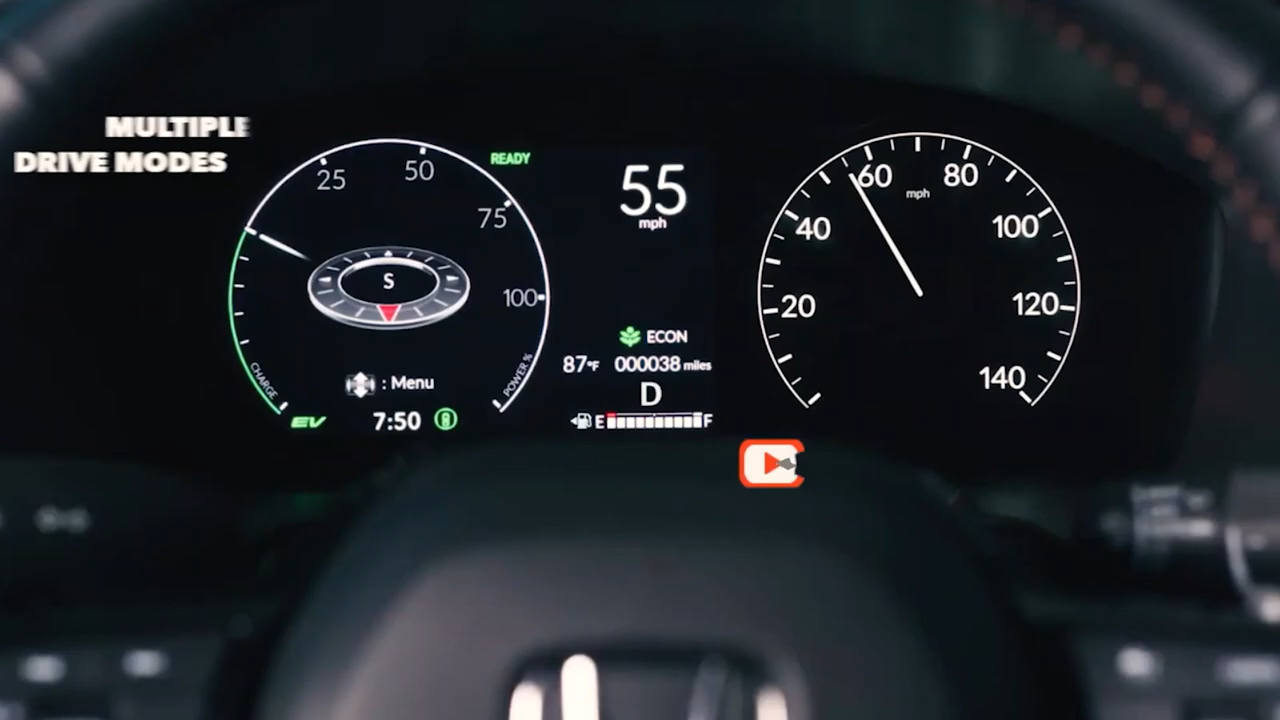 MULTIPLE
DRIVE MODES
25
50
75
100
READY
S
CHARGE
POWER %
: Menu
EV
7:50
55
mph
ECON
87°F 000038 miles
D
E F
20
40
60
80
100
120
140
mph